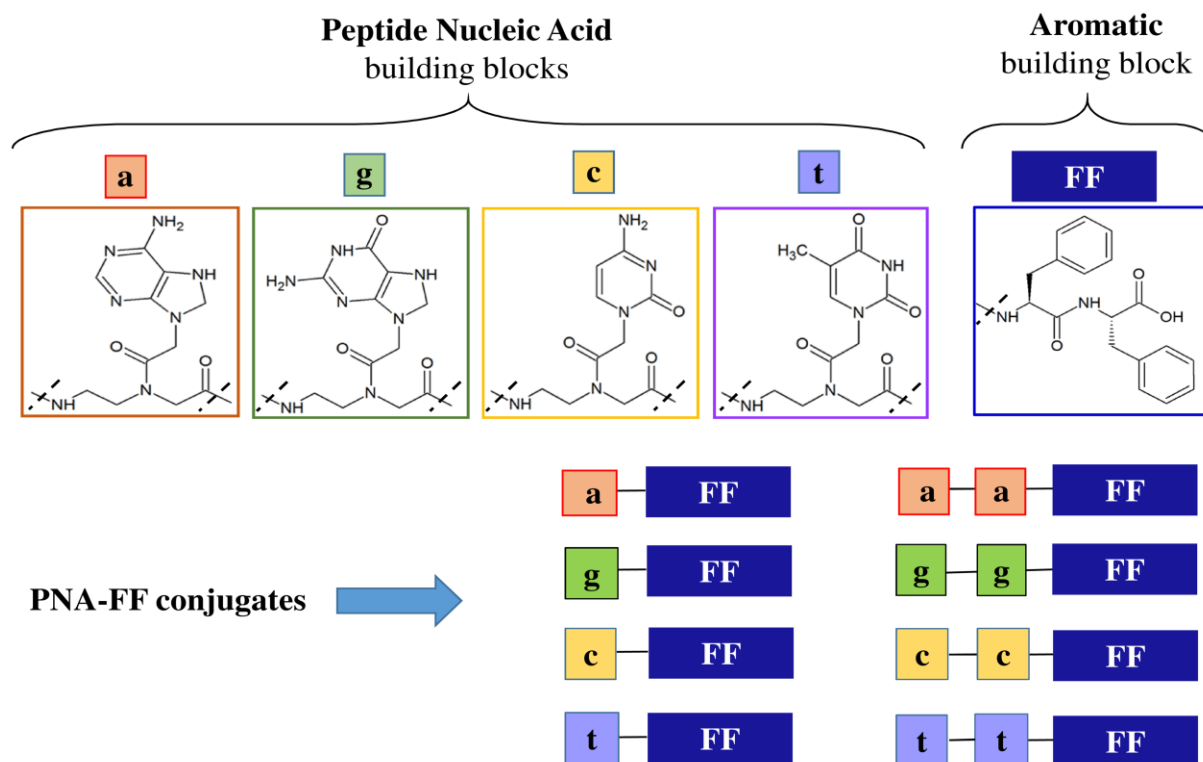 Peptide Nucleic Acid
building blocks
Aromatic
building block
a
g
c
t
FF
NH₂
N
N
N
NH
N
O
N
O
NH
O
NH
H₂N
N
NH
N
O
N
O
NH
NH₂
N
N
O
O
N
O
NH
O
H₃C
NH
N
O
O
N
O
NH
NH
O
H
N
O
OH
a FF
a a FF
g FF
g g FF
PNA-FF conjugates
c FF
c c FF
t FF
t t FF